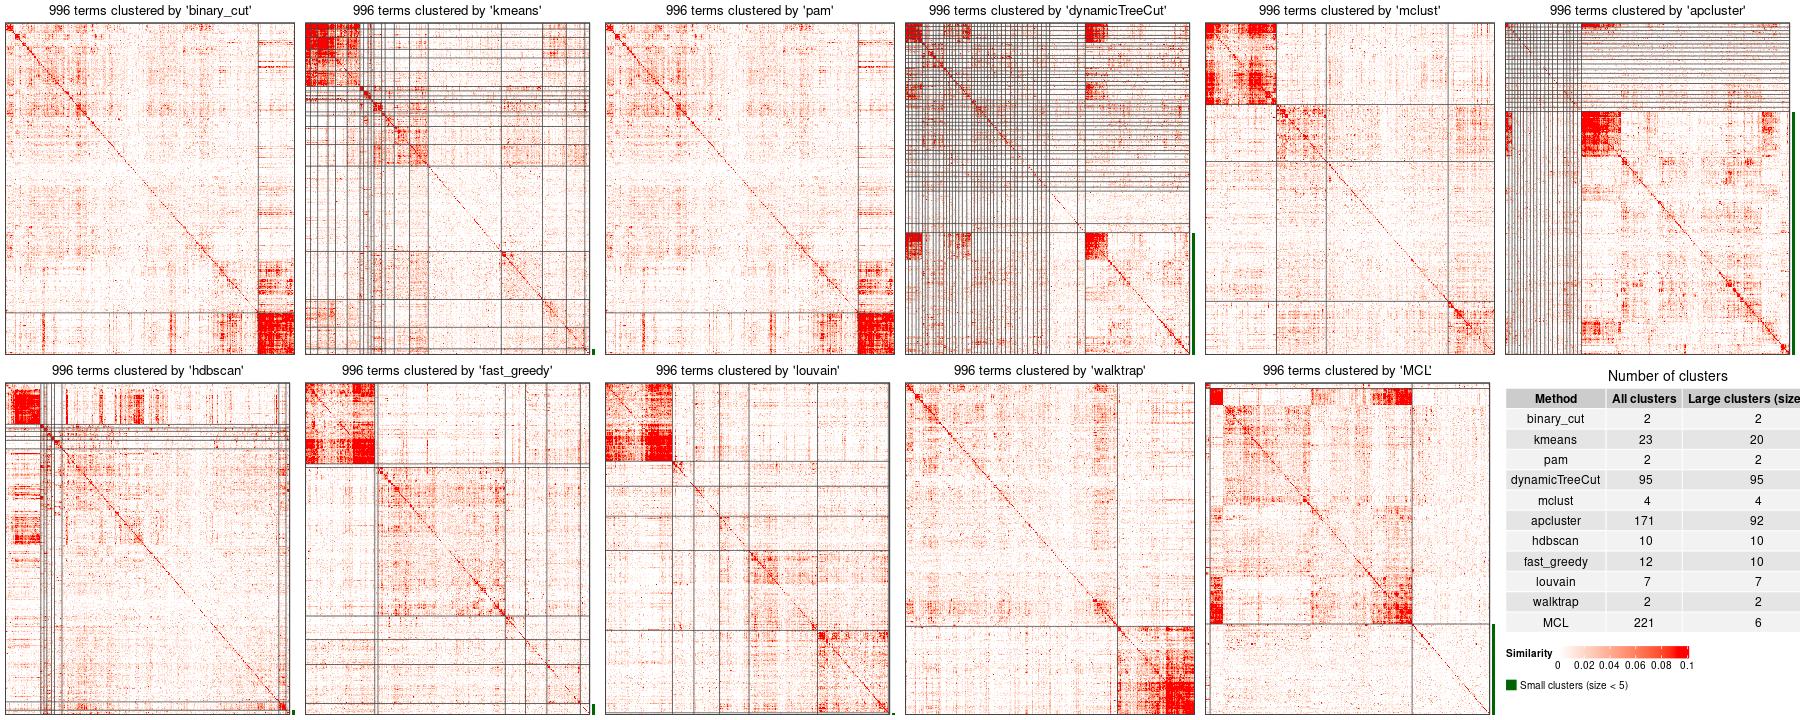 996 terms clustered by 'binary_cut'
996 terms clustered by 'kmeans'
996 terms clustered by 'pam'
996 terms clustered by 'dynamicTreeCut'
996 terms clustered by 'mclust'
996 terms clustered by 'apcluster'
996 terms clustered by 'hdbscan'
996 terms clustered by 'fast_greedy'
996 terms clustered by 'louvain'
996 terms clustered by 'walktrap'
996 terms clustered by 'MCL'
Number of clusters
Method All clusters Large clusters (size
binary_cut 2 2
kmeans 23 20
pam 2 2
dynamicTreeCut 95 95
mclust 4 4
apcluster 171 92
hdbscan 10 10
fast_greedy 12 10
louvain 7 7
walktrap 2 2
MCL 221 6
Similarity
0 0.02 0.04 0.06 0.08 0.1
Small clusters (size < 5)